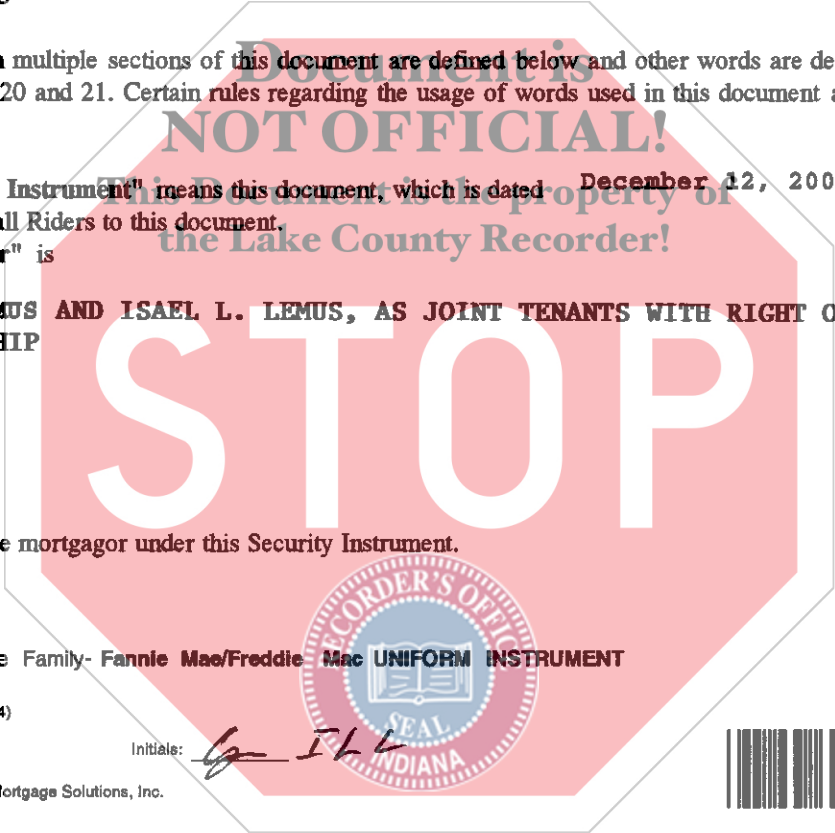 multiple sections of this document are defined below and other words are de
20 and 21. Certain rules regarding the usage of words used in this document a
Document is
NOT OFFICIAL!
This Document is the property of
the Lake County Recorder!
Instrument" means this document, which is dated December 12, 200
ll Riders to this document.
r" is
MUS AND ISAEL L. LEMUS, AS JOINT TENANTS WITH RIGHT O
HIP
STOP
e mortgagor under this Security Instrument.
RECORDER'S OFFICE
SEAL
INDIANA
e Family- Fannie Mae/Freddie Mac UNIFORM INSTRUMENT
4)
Initials: ILL
ortgage Solutions, Inc.